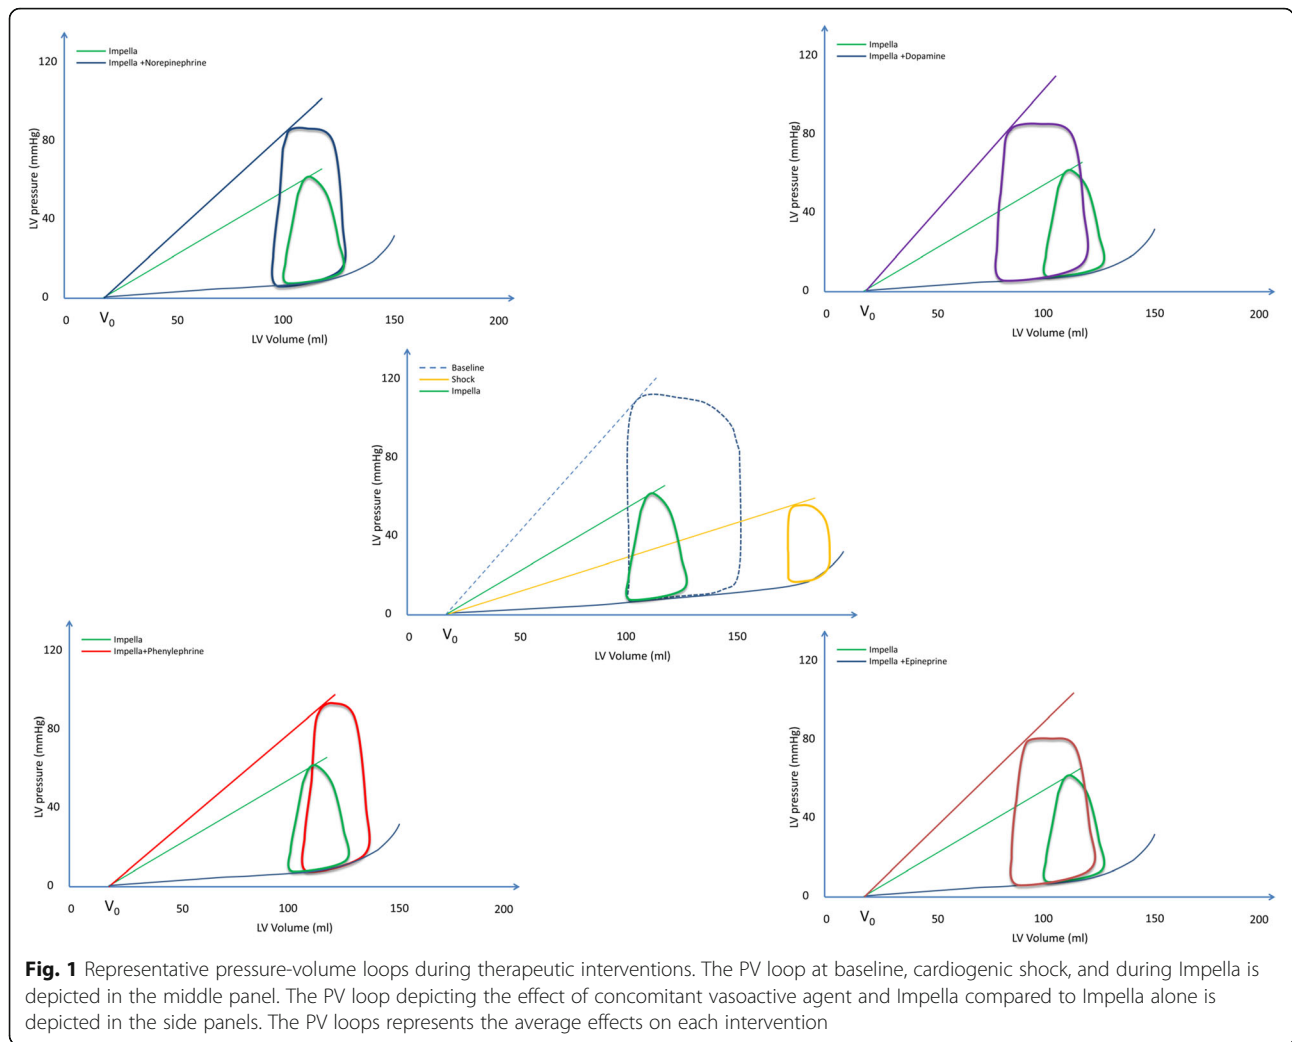 Impella
Impella +Norepinephrine
120
80
40
0
LV pressure (mmHg)
0
V0
50
100
150
200
LV Volume (ml)
Impella
Impella +Dopamine
120
80
40
0
LV pressure (mmHg)
0
V0
50
100
150
200
LV Volume (ml)
Baseline
Shock
Impella
120
80
40
0
LV pressure (mmHg)
0
V0
50
100
150
LV Volume (ml)
Impella
Impella+Phenylephrine
120
80
40
0
LV pressure (mmHg)
0
V0
50
100
150
200
LV Volume (ml)
Impella
Impella +Epineprine
120
80
40
0
LV pressure (mmHg)
0
V0
50
100
150
200
LV Volume (ml)
Fig. 1 Representative pressure-volume loops during therapeutic interventions. The PV loop at baseline, cardiogenic shock, and during Impella is
depicted in the middle panel. The PV loop depicting the effect of concomitant vasoactive agent and Impella compared to Impella alone is
depicted in the side panels. The PV loops represents the average effects on each intervention